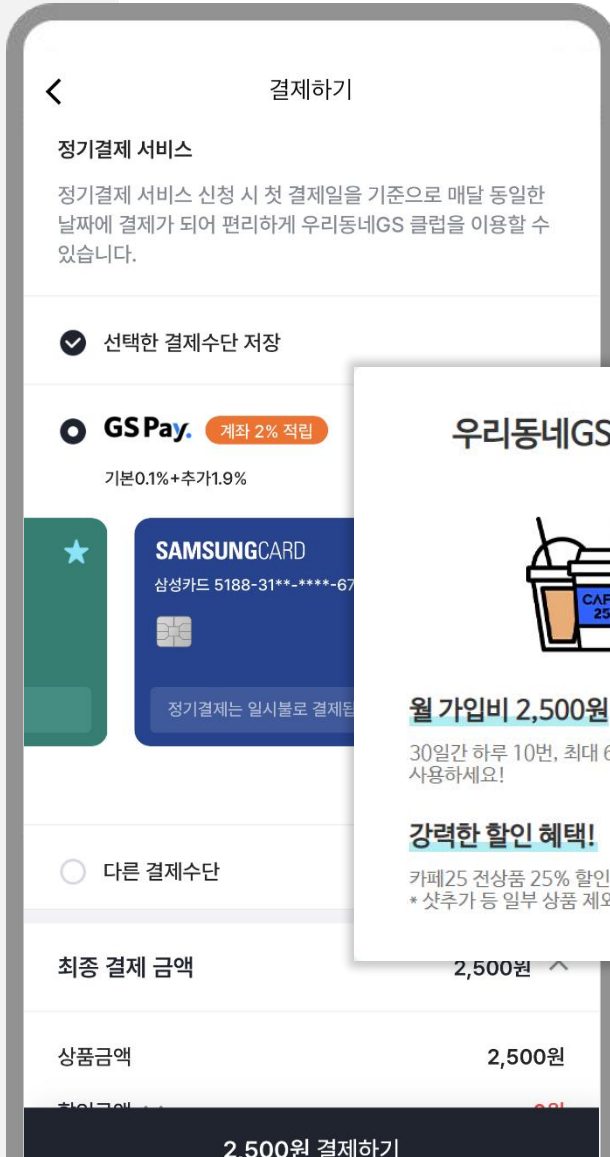 결제하기
정기결제 서비스
정기결제 서비스 신청 시 첫 결제일을 기준으로 매달 동일한
날짜에 결제가 되어 편리하게 우리동네GS 클럽을 이용할 수
있습니다.
선택한 결제수단 저장
GS Pay. 계좌 2% 적립
기본0.1%+추가1.9%
SAMSUNGCARD
삼성카드 5188-31**-****-67
정기결제는 일시불로 결제됩
다른 결제수단
최종 결제 금액 2,500원
상품금액 2,500원
2,500원 결제하기
우리동네GS
CAFE
25
월 가입비 2,500원
30일간 하루 10번, 최대 6
사용하세요!
강력한 할인 혜택!
카페25 전상품 25% 할인
* 샷추가 등 일부 상품 제외